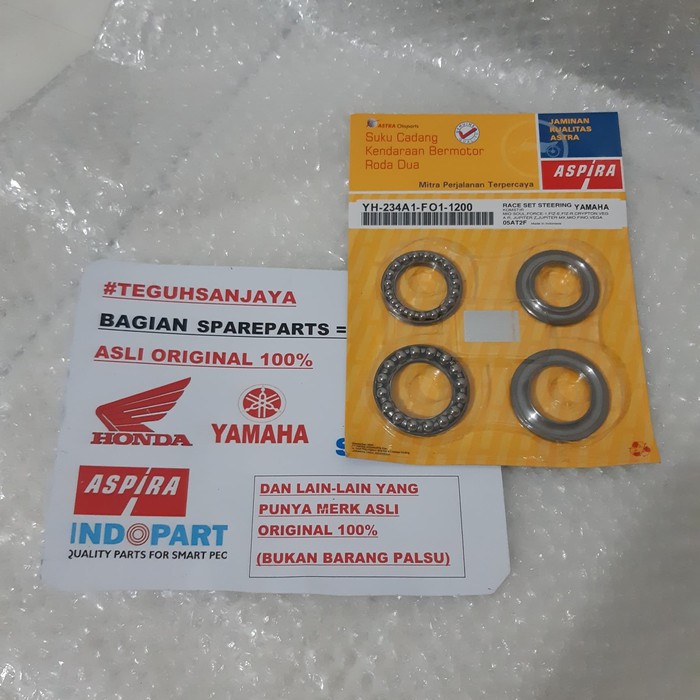 ASTRA Otoparts
Suku Cadang
Kendaraan Bermotor
Roda Dua
Mitra Perjalanan Terpercaya
JAMINAN
KUALITAS
ASTRA
ASPIRA
YH-234A1-FO1-1200
RACE SET STEERING YAMAHA
05AT2F
#TEGUHSANJAYA
BAGIAN SPAREPARTS =
ASLI ORIGINAL 100%
HONDA
YAMAHA
S
ASPIRA
INDOPART
QUALITY PARTS FOR SMART PEO
DAN LAIN-LAIN YANG
PUNYA MERK ASLI
ORIGINAL 100%
(BUKAN BARANG PALSU)